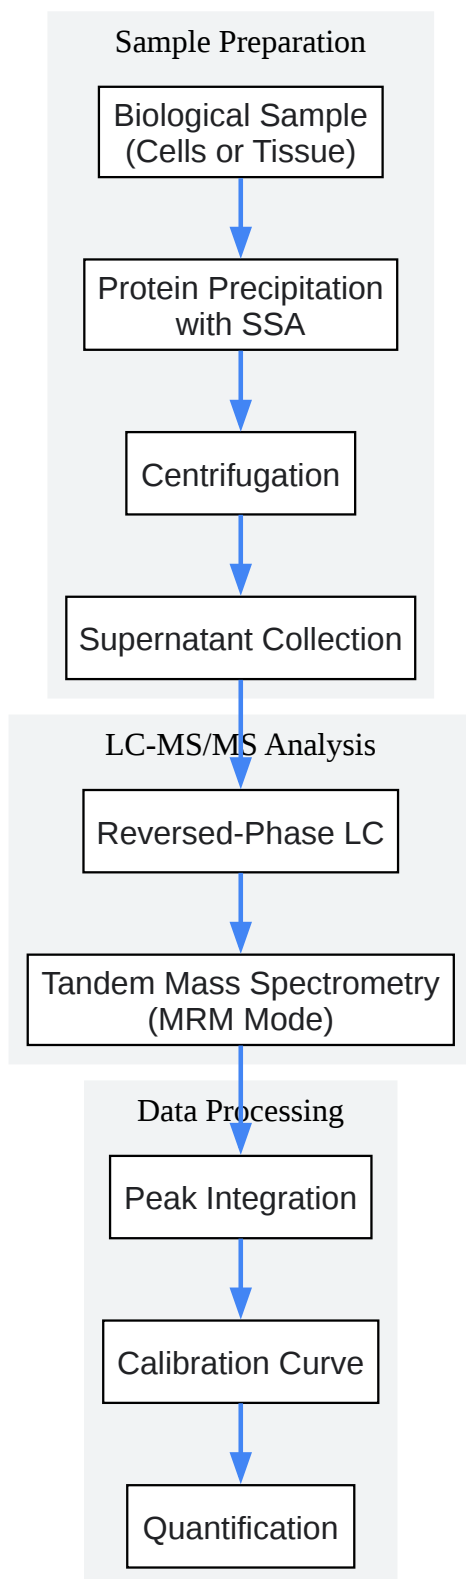 Sample Preparation
Biological Sample
(Cells or Tissue)
Protein Precipitation
with SSA
Centrifugation
Supernatant Collection
LC-MS/MS Analysis
Reversed-Phase LC
Tandem Mass Spectrometry
(MRM Mode)
Data Processing
Peak Integration
Calibration Curve
Quantification